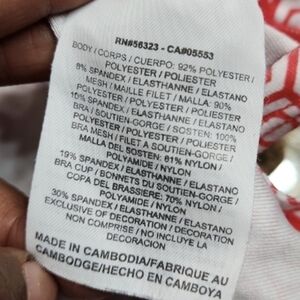 RN#56323 - CA#05553
BODY / CORPS / CUERPO: 92% POLYESTER /
POLYESTER / POLIESTER
8% SPANDEX / ELASTHANNE / ELASTANO
MESH / MAILLE FILET / MALLA: 90%
POLYESTER / POLYESTER / POLIESTER
10% SPANDEX / ELASTHANNE / ELASTANO
BRA / SOUTIEN-GORGE / SOSTEN: 100%
POLYESTER / POLYESTER / POLIESTER
BRA MESH / FILET A SOUTIEN-GORGE /
MALLA DEL SOSTEN: 81% NYLON /
POLYAMIDE / NYLON
19% SPANDEX / ELASTHANNE / ELASTANO
BRA CUP / BONNETS DU SOUTIEN-GORGE /
COPA DEL BRASSIERE: 70% NYLON /
POLYAMIDE / NYLON
30% SPANDEX / ELASTHANNE / ELASTANO
EXCLUSIVE OF DECORATION / DECORATION
NON COMPRISE / NO INCLUYE LA
DECORACION
MADE IN CAMBODIA/FABRIQUE AU
CAMBODGE/HECHO EN CAMBOYA